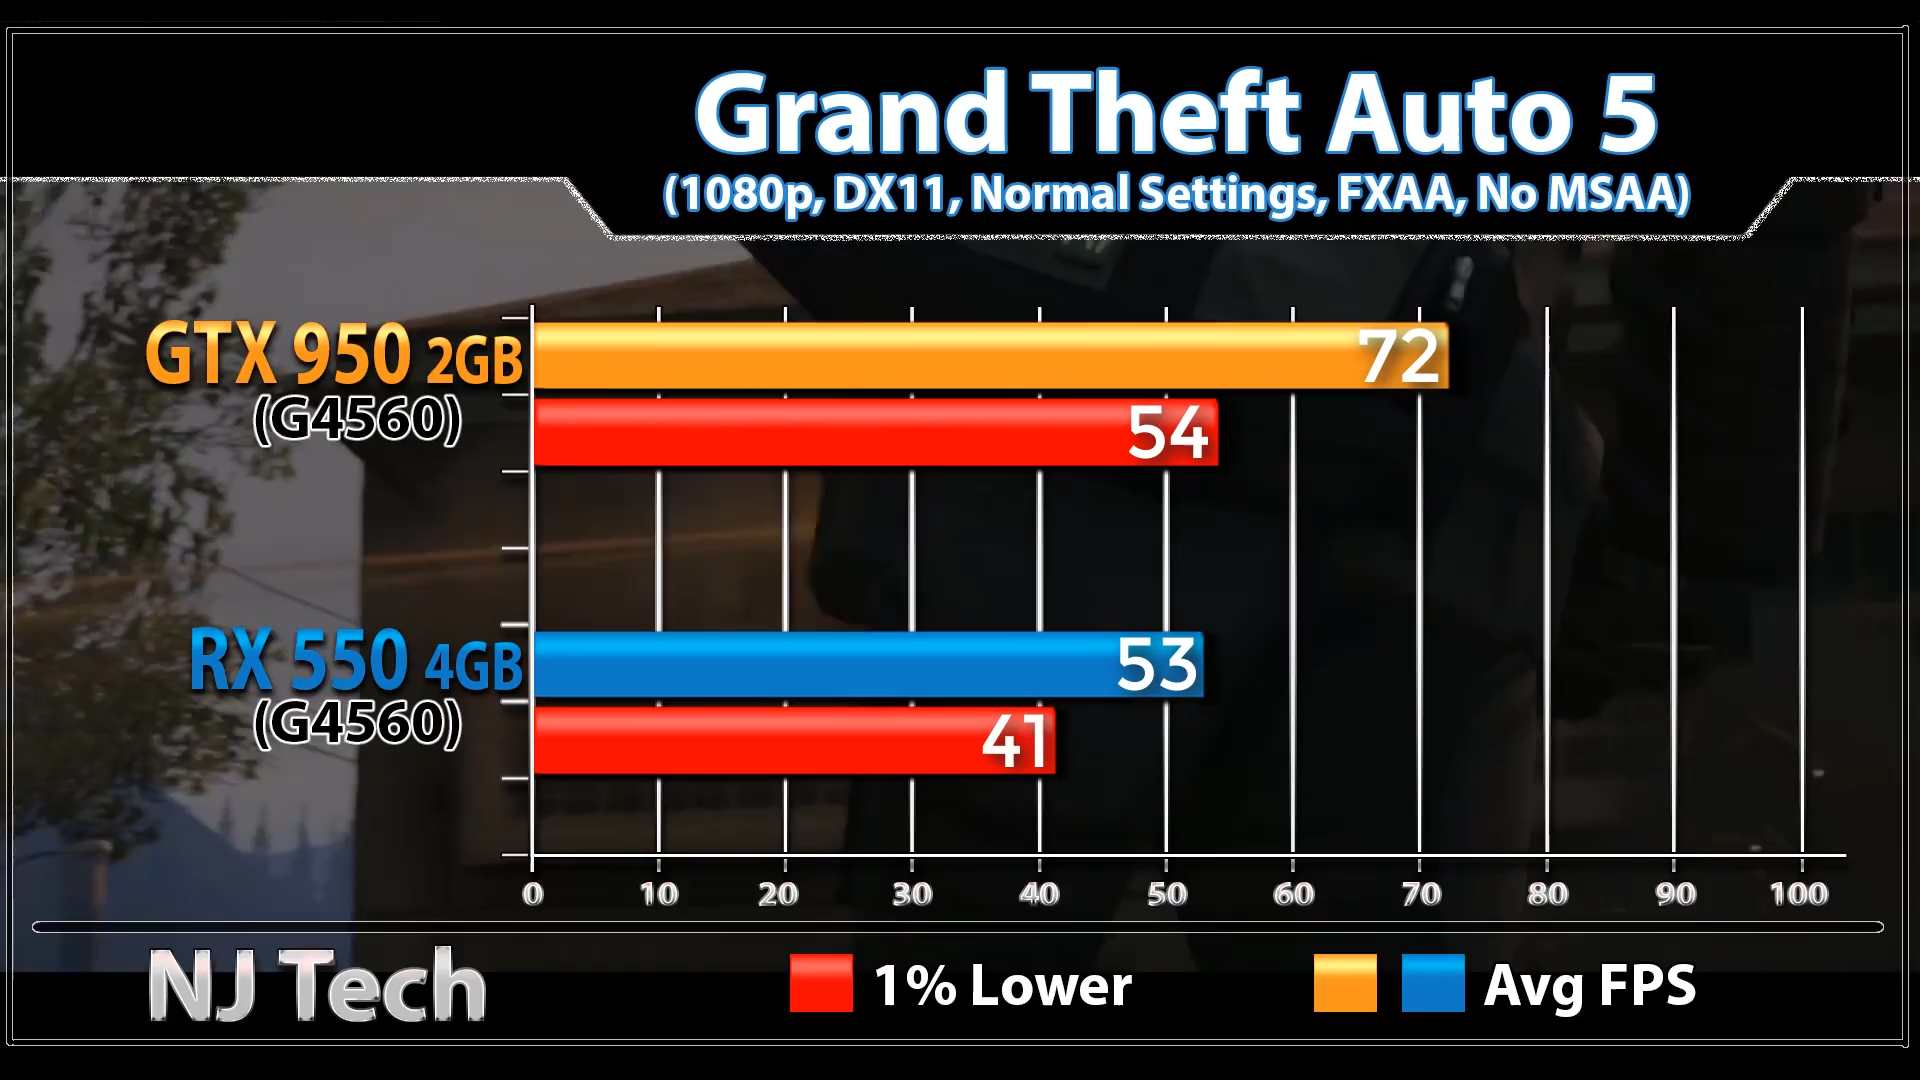 Grand Theft Auto 5
(1080p, DX11, Normal Settings, FXAA, No MSAA)
GTX 950 2GB
(G4560)
72
54
RX 550 4GB
(G4560)
53
41
0 10 20 30 40 50 60 70 80 90 100
NJ Tech
1% Lower
Avg FPS